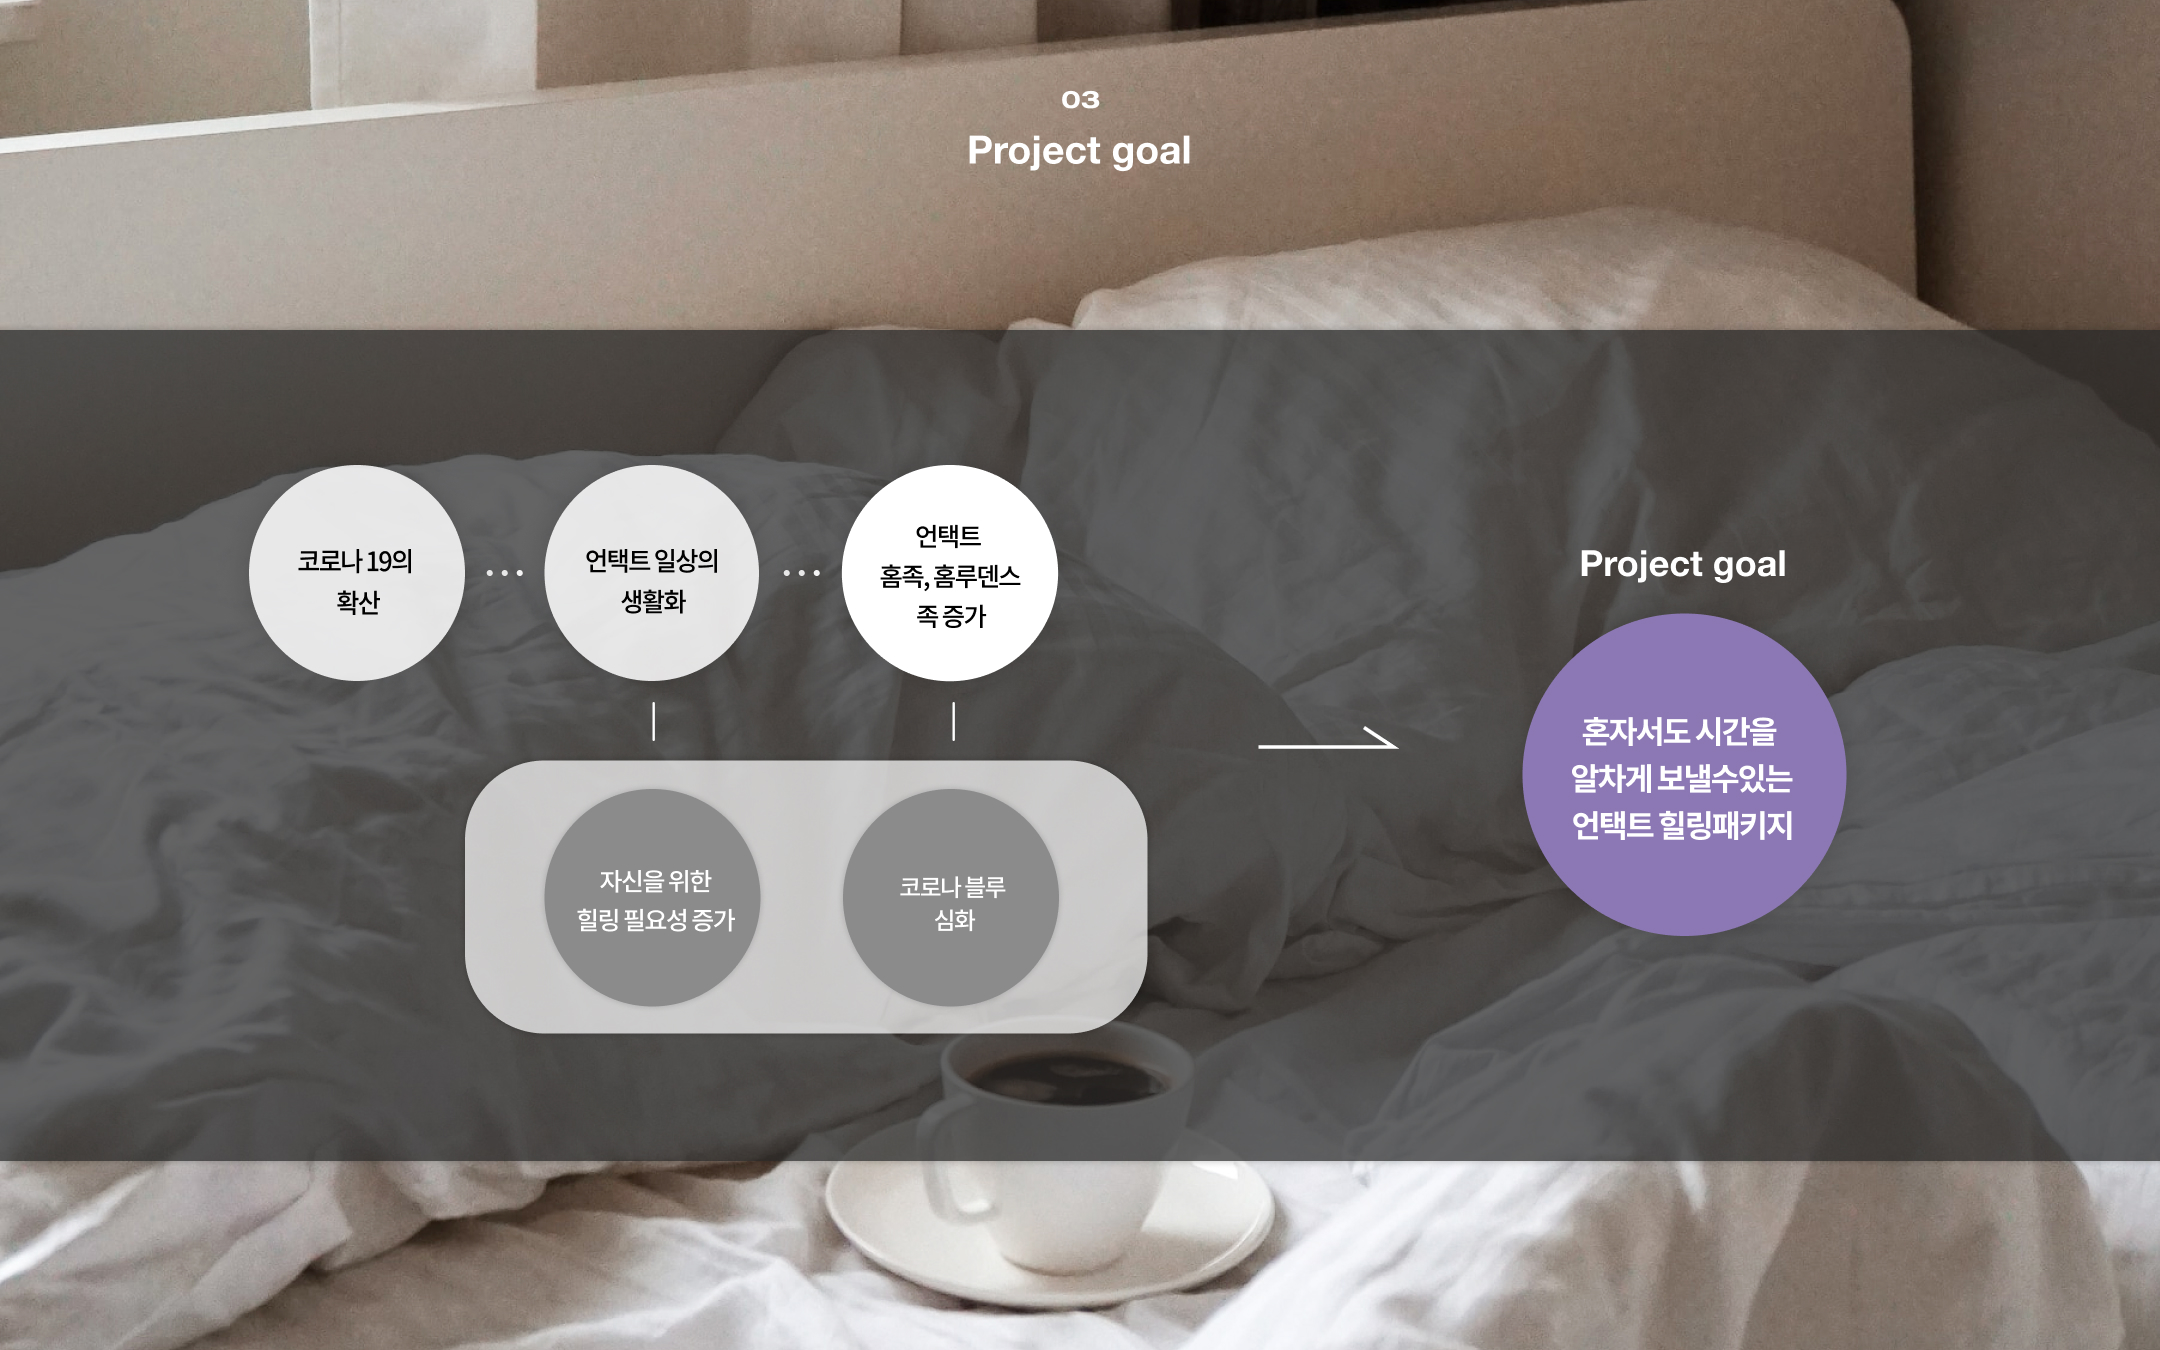 03
Project goal
코로나 19의
확산
언택트 일상의
생활화
언택트
홈족, 홈루덴스
족 증가
자신을 위한
힐링 필요성 증가
코로나 블루
심화
Project goal
혼자서도 시간을
알차게 보낼수있는
언택트 힐링패키지